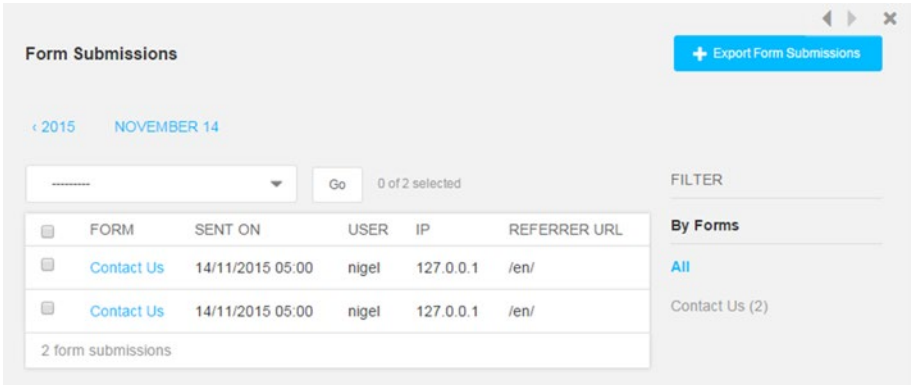 Form Submissions
+ Export Form Submissions
‹ 2015 NOVEMBER 14
--------- Go 0 of 2 selected
FORM SENT ON USER IP REFERRER URL
Contact Us 14/11/2015 05:00 nigel 127.0.0.1 /en/
Contact Us 14/11/2015 05:00 nigel 127.0.0.1 /en/
2 form submissions
FILTER
By Forms
All
Contact Us (2)